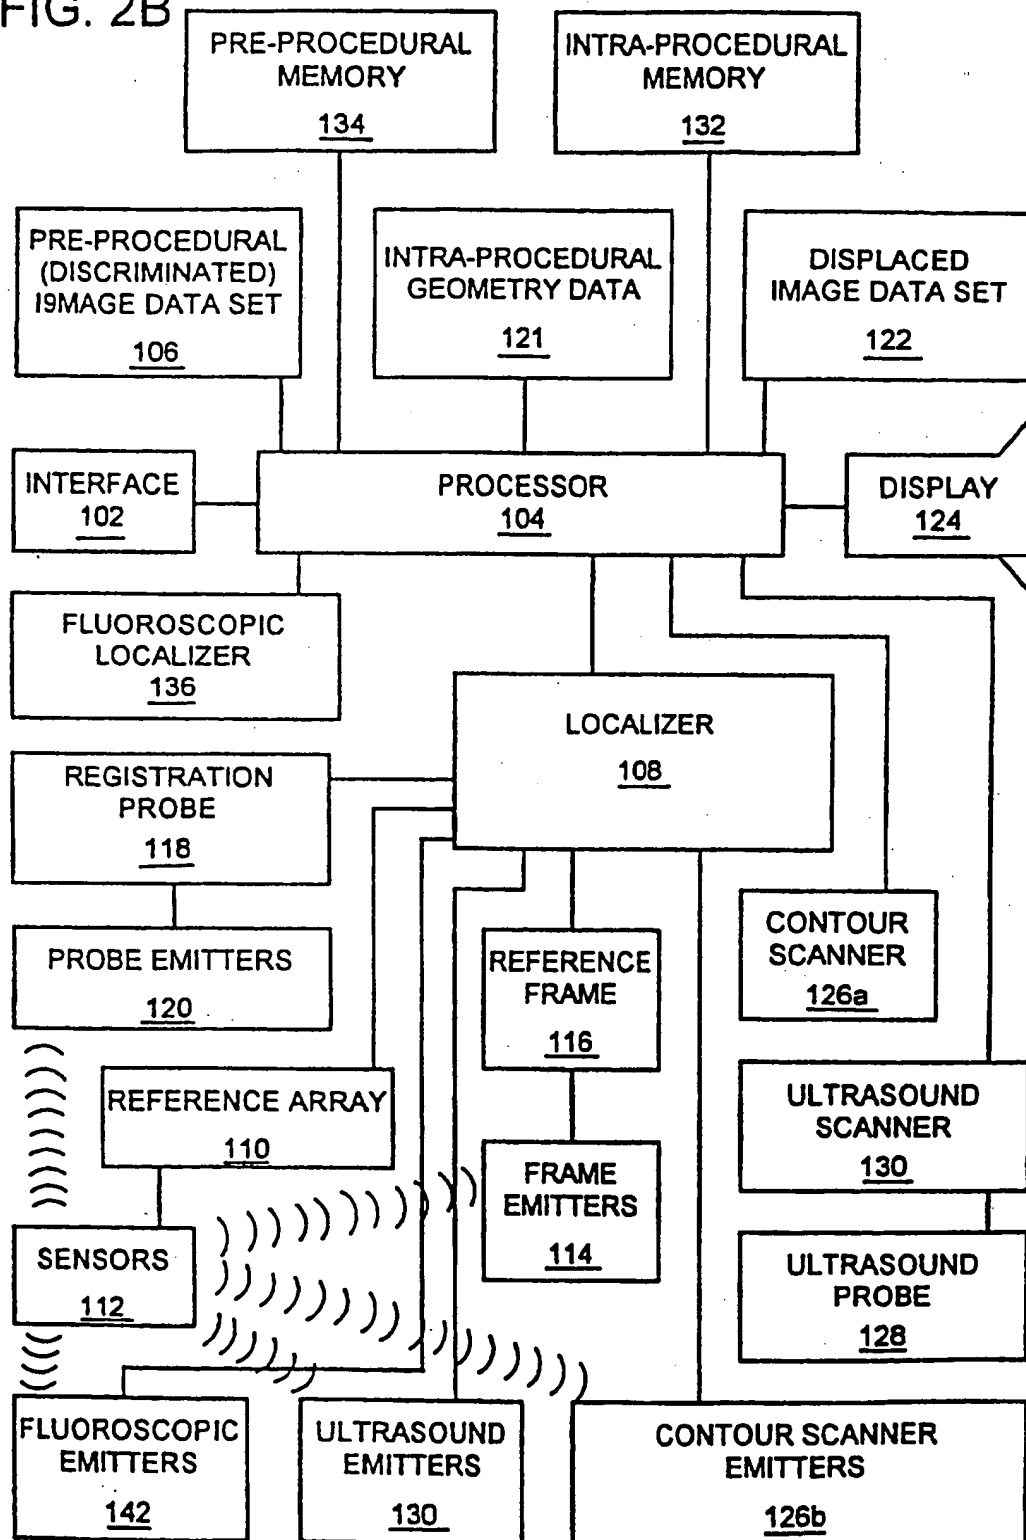 FIG. 2B
PRE-PROCEDURAL
MEMORY
134
INTRA-PROCEDURAL
MEMORY
132
PRE-PROCEDURAL
(DISCRIMINATED)
I9MAGE DATA SET
106
INTRA-PROCEDURAL
GEOMETRY DATA
121
DISPLACED
IMAGE DATA SET
122
INTERFACE
102
PROCESSOR
104
DISPLAY
124
FLUOROSCOPIC
LOCALIZER
136
LOCALIZER
108
REGISTRATION
PROBE
118
PROBE EMITTERS
120
REFERENCE
FRAME
116
CONTOUR
SCANNER
126a
REFERENCE ARRAY
110
FRAME
EMITTERS
114
ULTRASOUND
SCANNER
130
SENSORS
112
ULTRASOUND
PROBE
128
FLUOROSCOPIC
EMITTERS
142
ULTRASOUND
EMITTERS
130
CONTOUR SCANNER
EMITTERS
126b